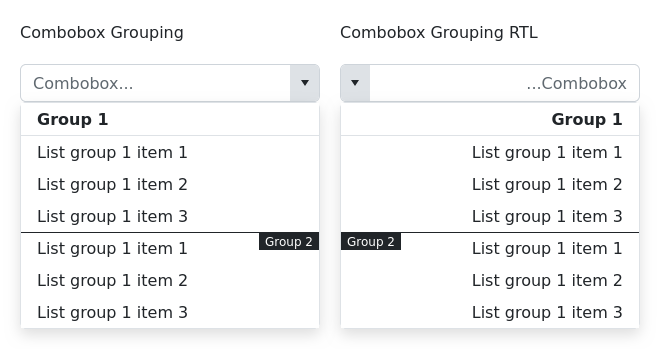 Combobox Grouping
Combobox...
Group 1
List group 1 item 1
List group 1 item 2
List group 1 item 3
Group 2
List group 1 item 1
List group 1 item 2
List group 1 item 3
Combobox Grouping RTL
...Combobox
Group 1
List group 1 item 1
List group 1 item 2
List group 1 item 3
Group 2
List group 1 item 1
List group 1 item 2
List group 1 item 3